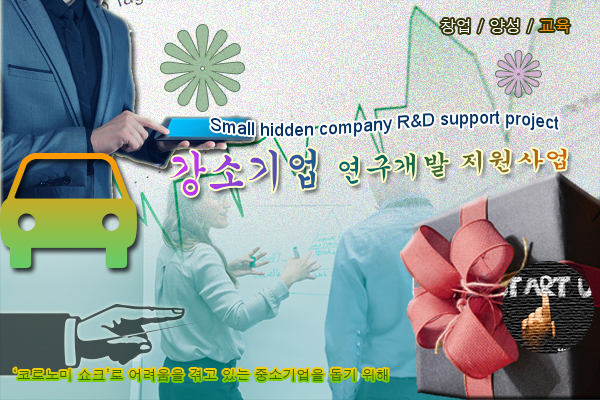 창업 / 양성 / 교육
Small hidden company R&D support project
강소기업 연구개발 지원사업
TART U
'코로노미 쇼크'로 어려움을 겪고 있는 중소기업을 돕기 위해